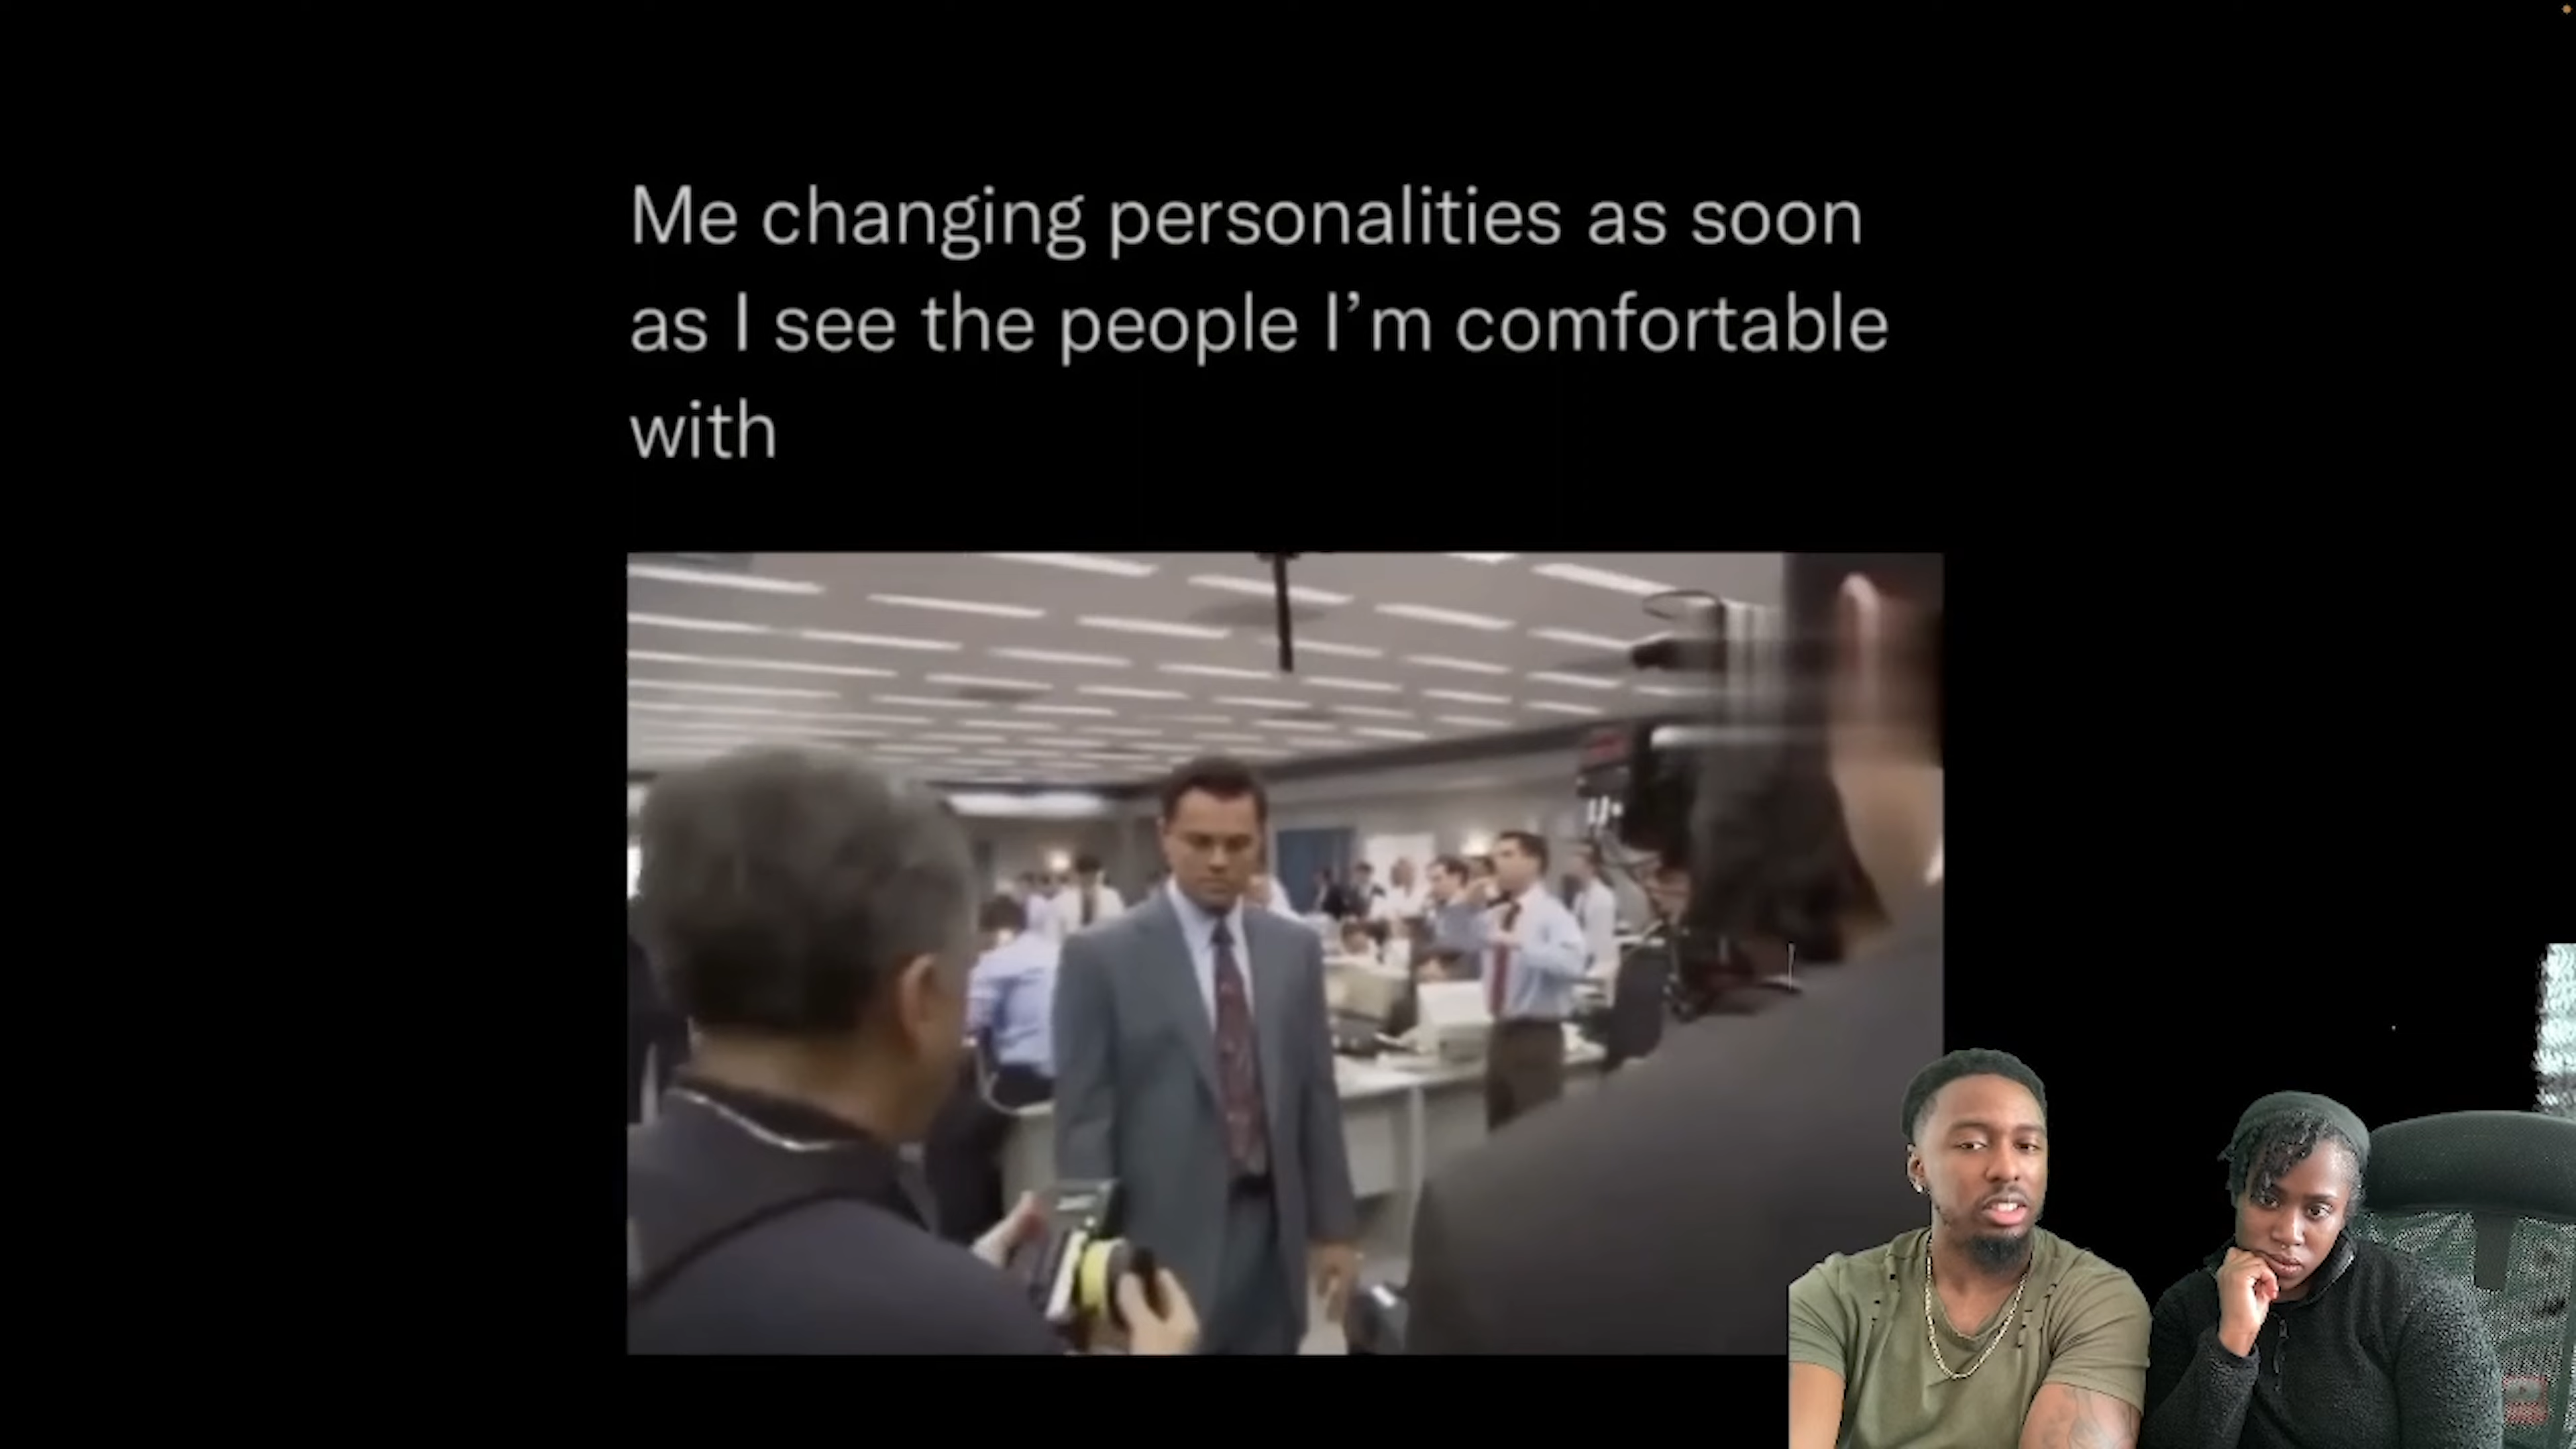 Me changing personalities as soon
as I see the people I’m comfortable
with